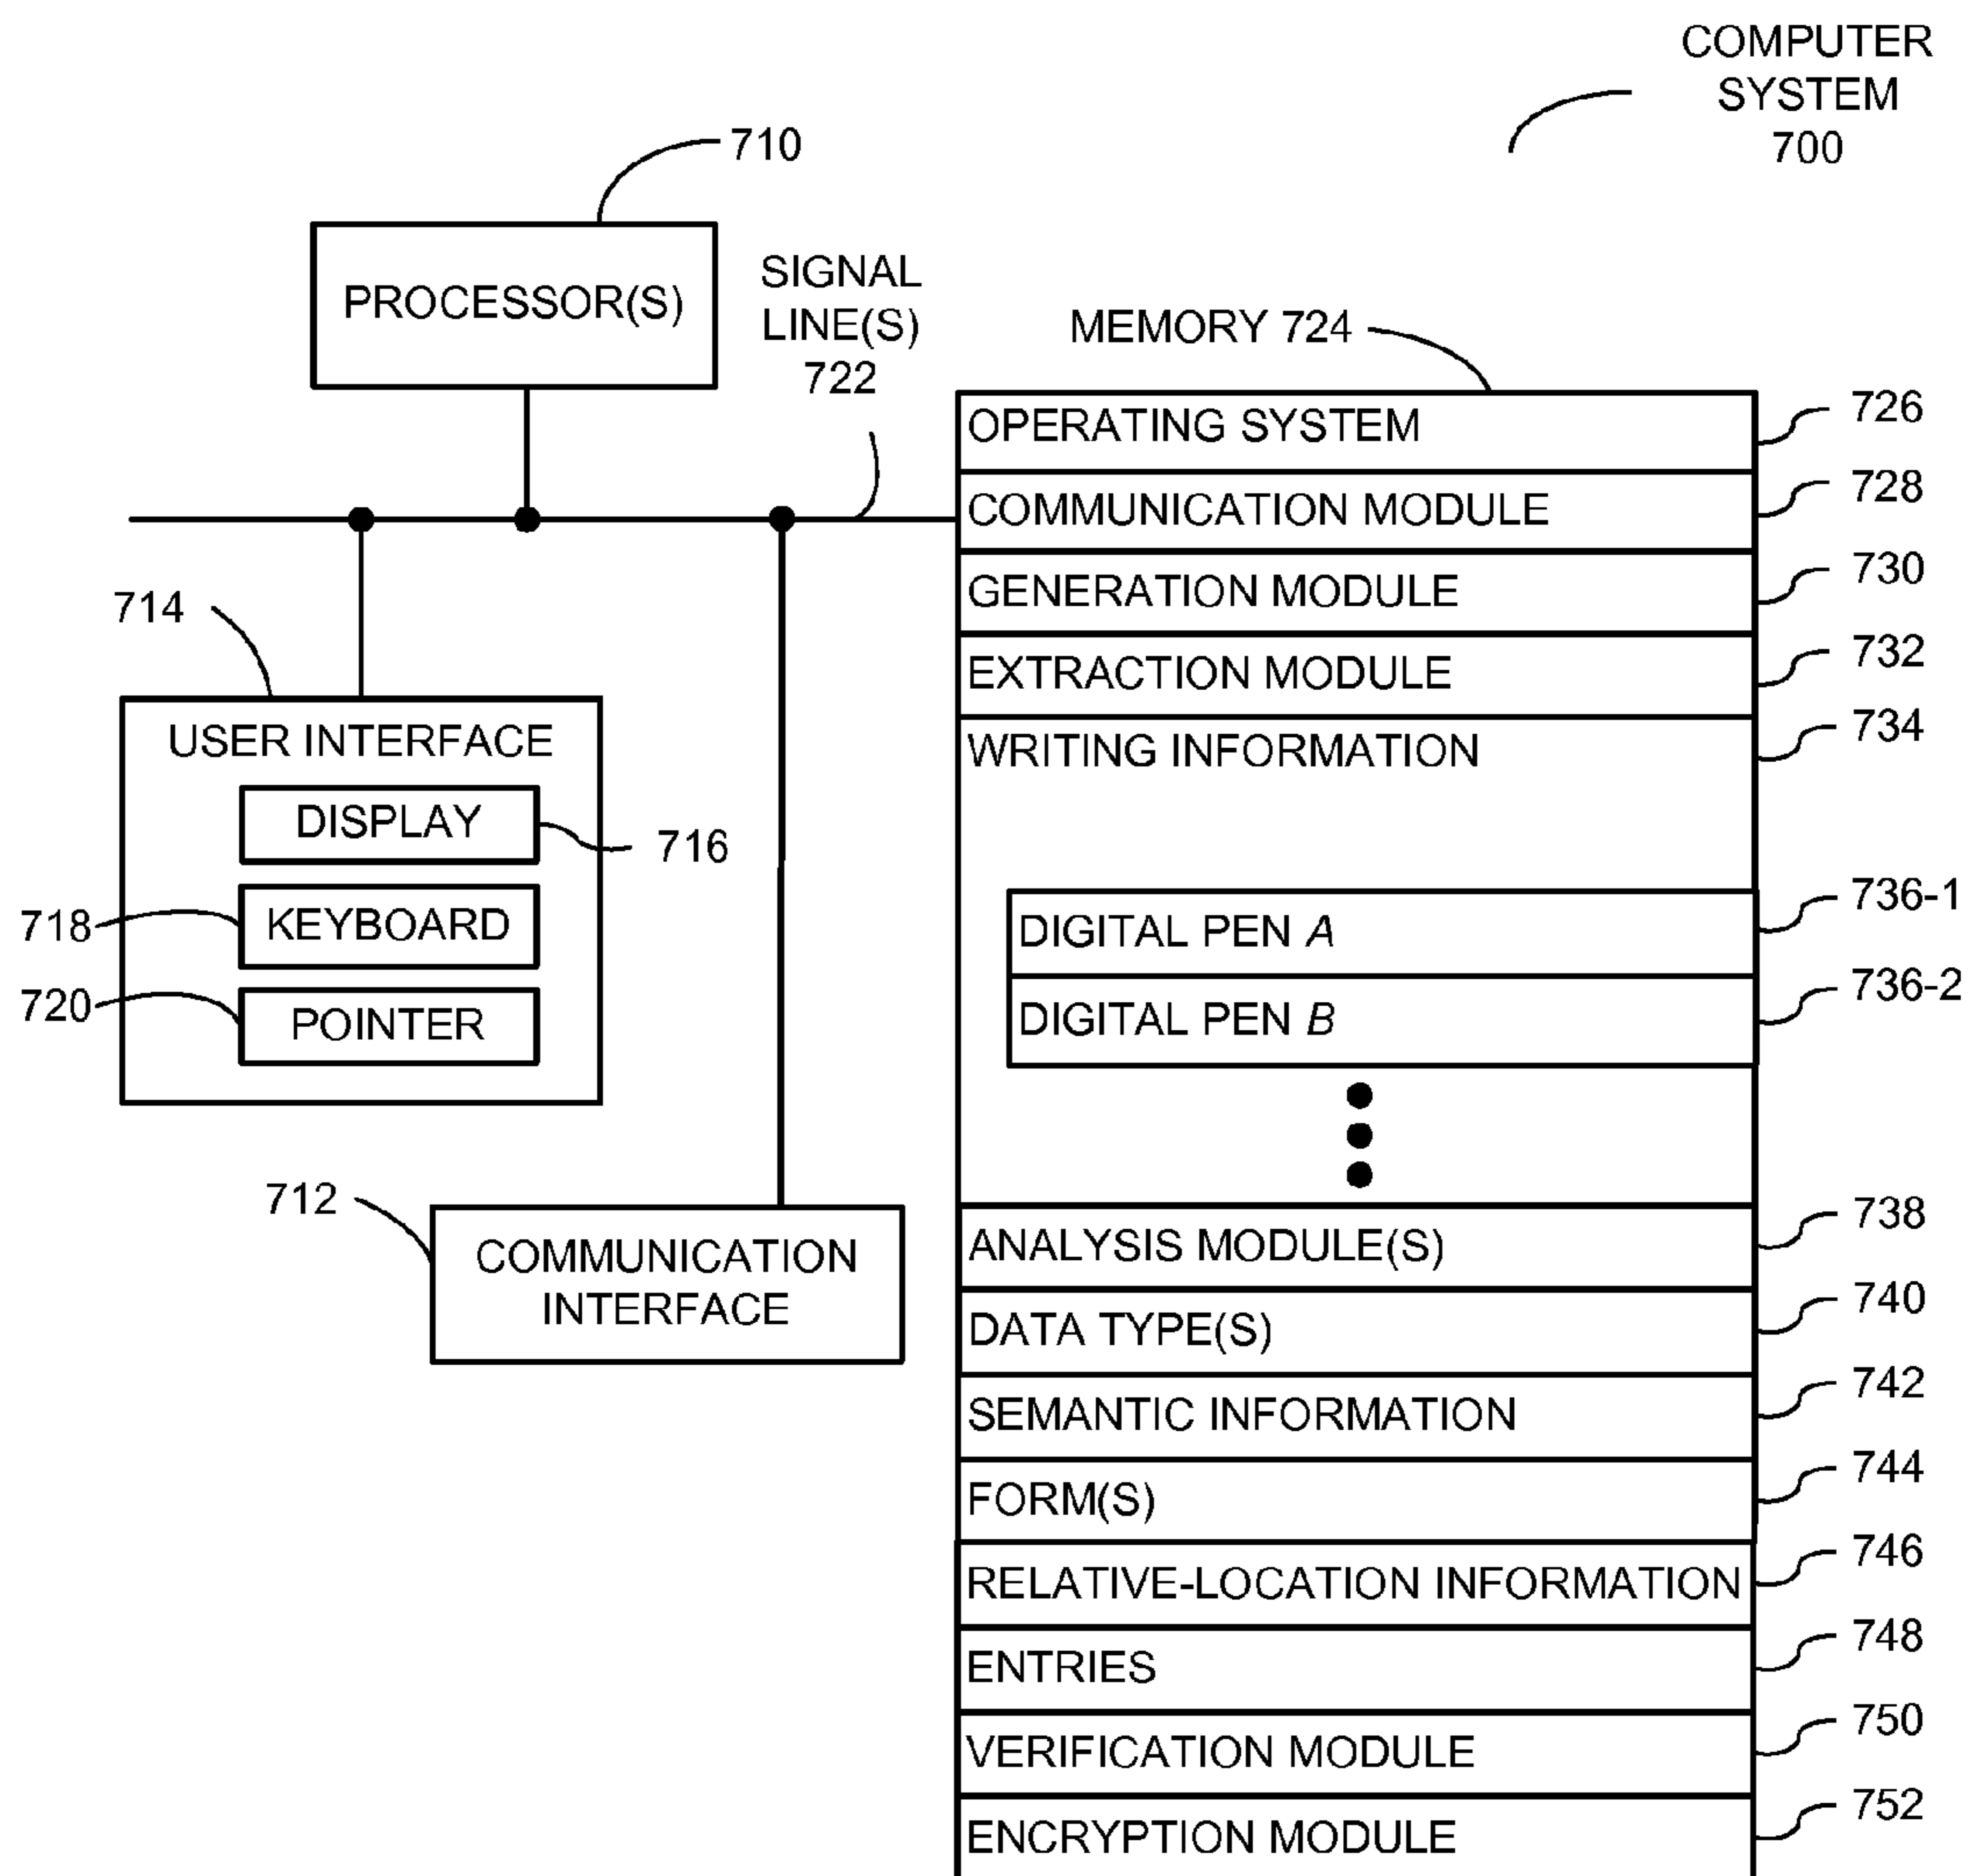 COMPUTER
SYSTEM
700
710
PROCESSOR(S)
SIGNAL
LINE(S)
722
MEMORY 724
OPERATING SYSTEM
726
COMMUNICATION MODULE
728
GENERATION MODULE
730
EXTRACTION MODULE
732
WRITING INFORMATION
734
DIGITAL PEN A
736-1
DIGITAL PEN B
736-2
ANALYSIS MODULE(S)
738
DATA TYPE(S)
740
SEMANTIC INFORMATION
742
FORM(S)
744
RELATIVE-LOCATION INFORMATION
746
ENTRIES
748
VERIFICATION MODULE
750
ENCRYPTION MODULE
752
714
USER INTERFACE
DISPLAY
716
718
KEYBOARD
720
POINTER
712
COMMUNICATION
INTERFACE